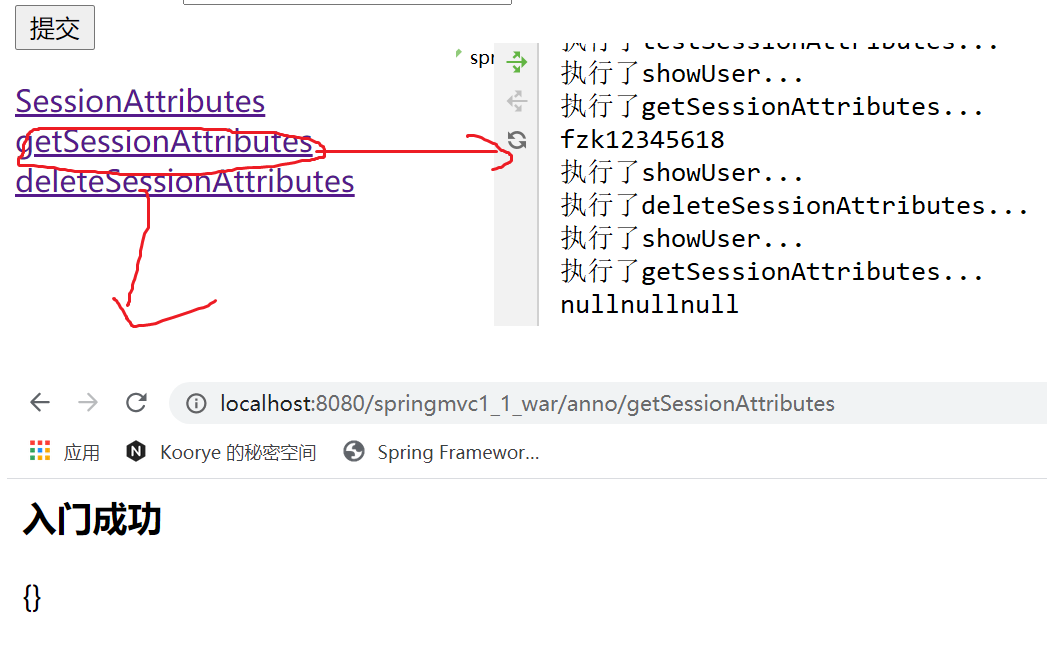 提交
SessionAttributes
getSessionAttributes
deleteSessionAttributes
spr
执行了testSessionAttributes...
执行了showUser...
执行了getSessionAttributes...
fzk12345618
执行了showUser...
执行了deleteSessionAttributes...
执行了showUser...
执行了getSessionAttributes...
nullnullnull
localhost:8080/springmvc1_1_war/anno/getSessionAttributes
应用
Koorye 的秘密空间
Spring Framewor...
入门成功
{}